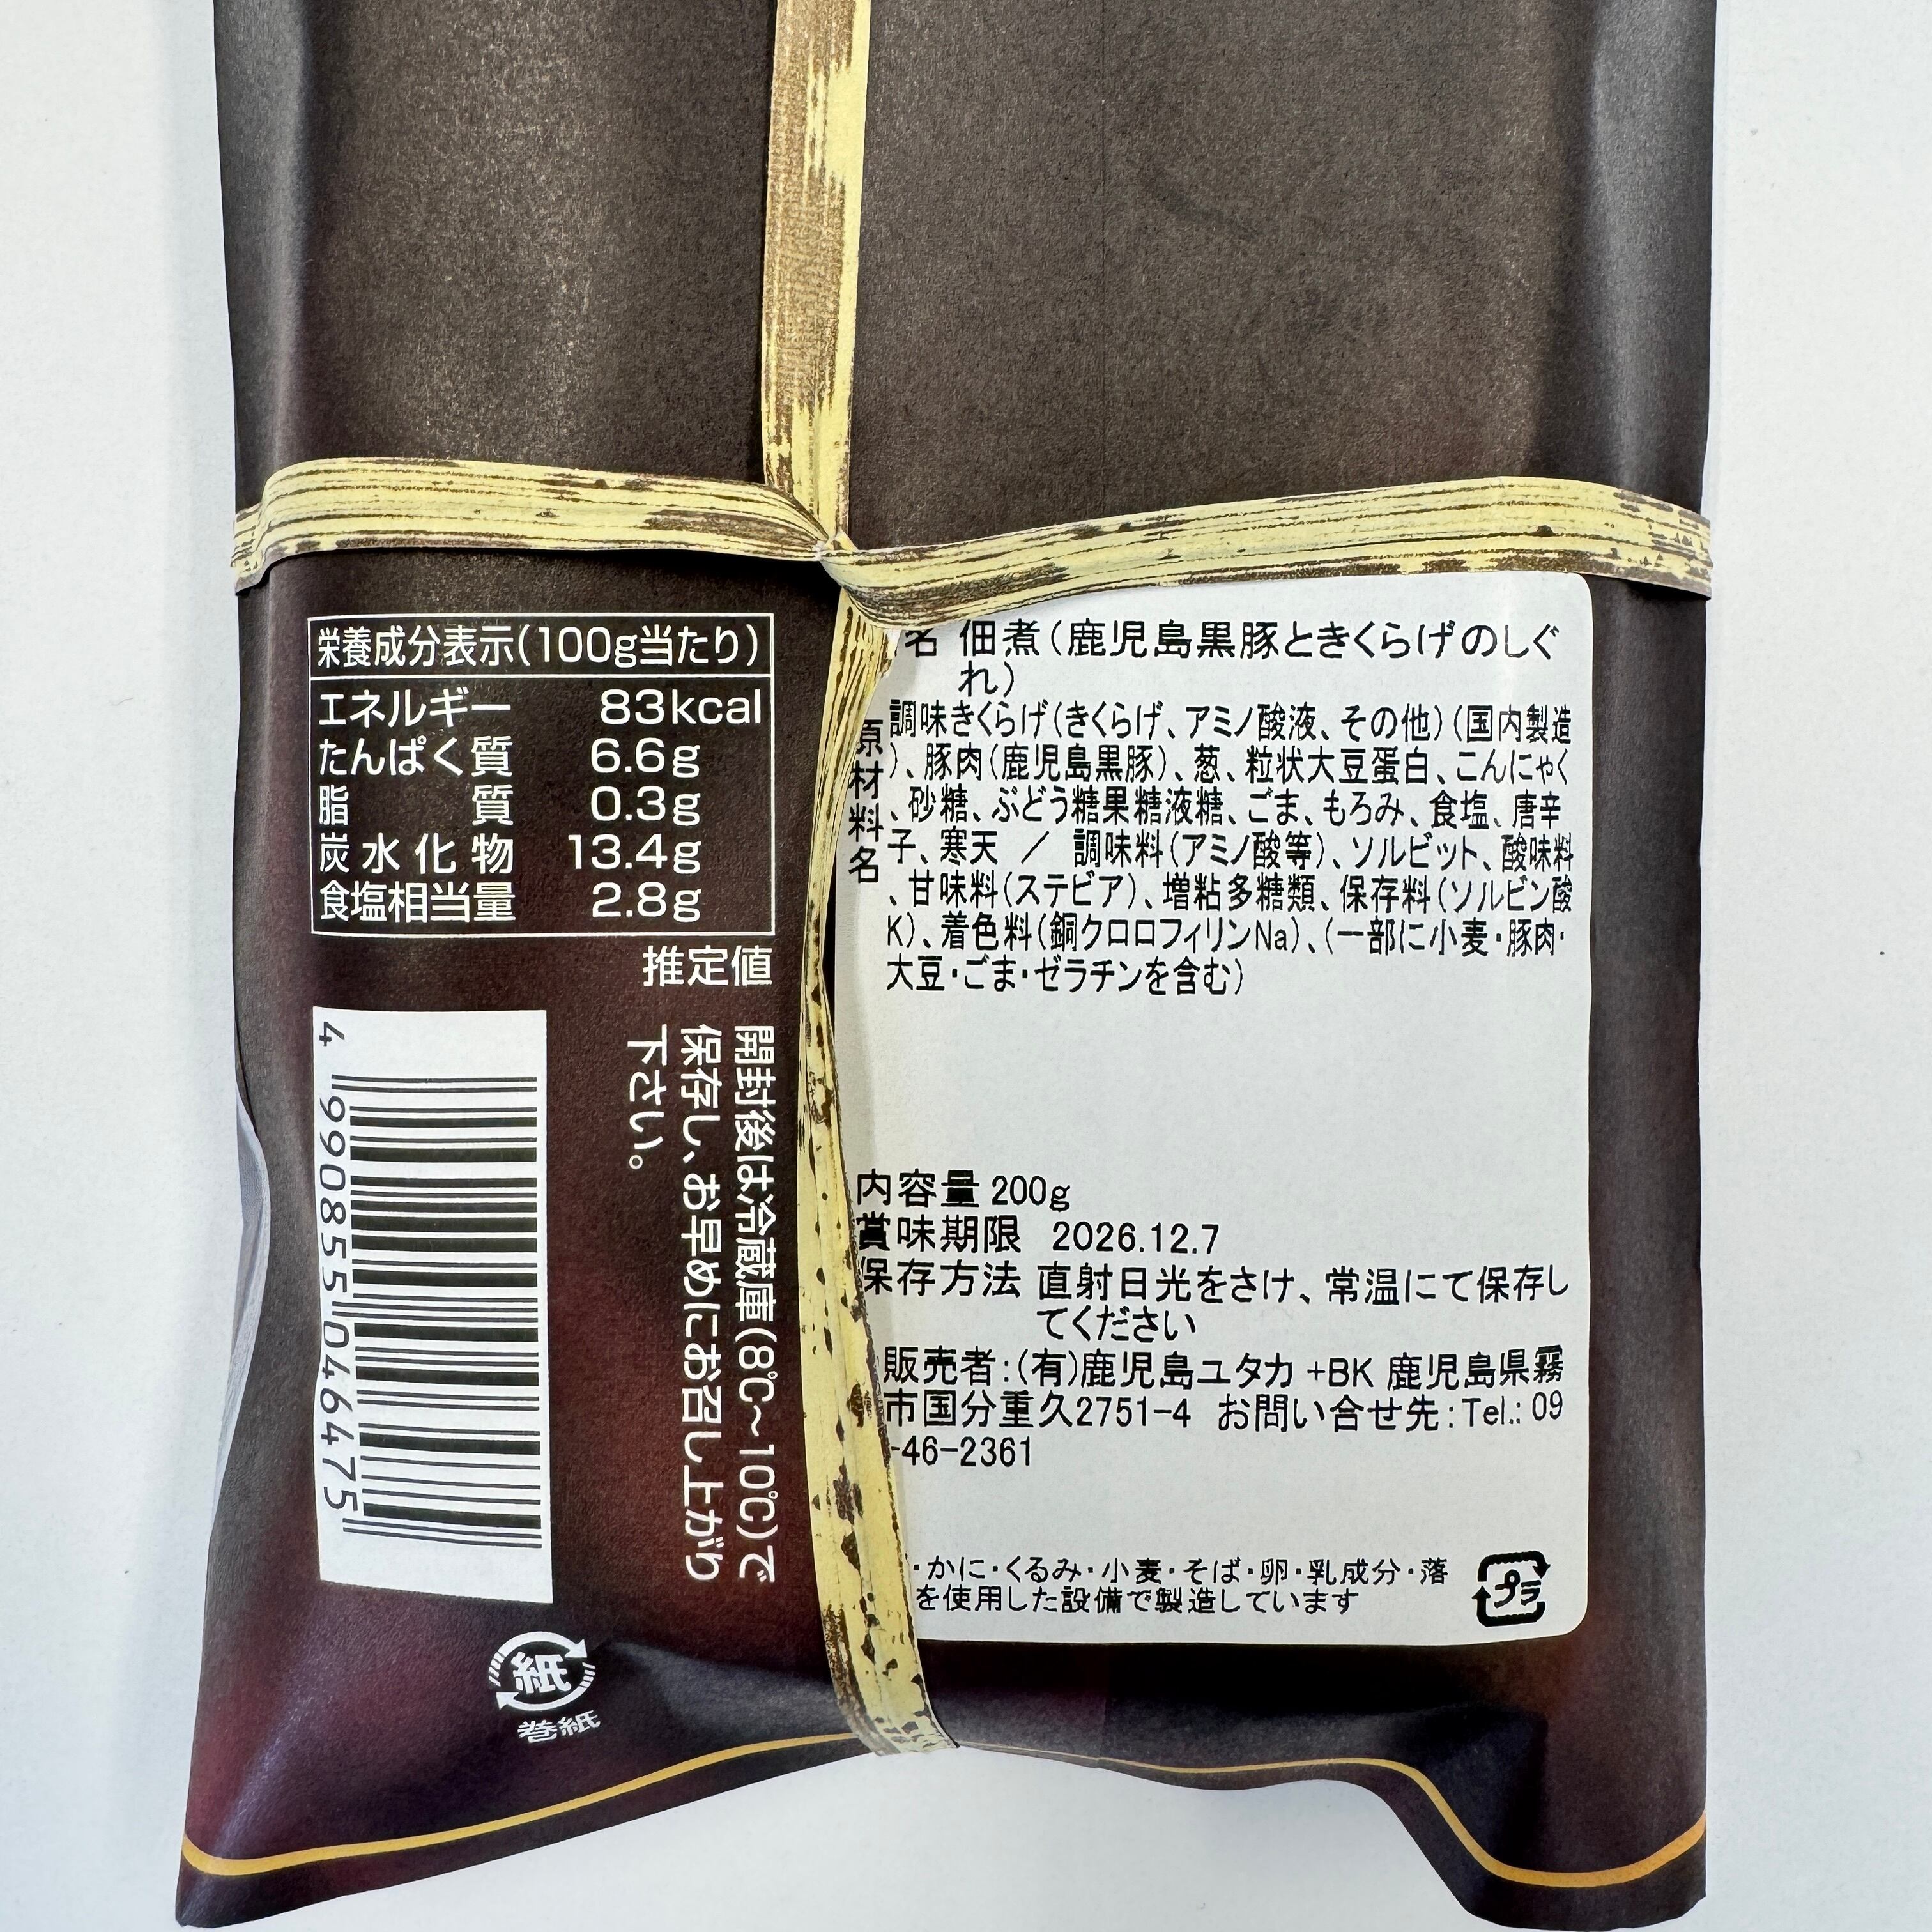 栄養成分表示(100g当たり)
エネルギー 83kcal
たんぱく質 6.6g
脂質 0.3g
炭水化物 13.4g
食塩相当量 2.8g
推定値
開封後は冷蔵庫(8℃〜10℃)で
保存し、お早めにお召し上がり
下さい。
4 990855 046475
紙
巻紙
名 佃煮(鹿児島黒豚ときくらげのしぐ
れ)
原材料名
調味きくらげ(きくらげ、アミノ酸液、その他)(国内製造
)、豚肉(鹿児島黒豚)、葱、粒状大豆蛋白、こんにゃく
、砂糖、ぶどう糖果糖液糖、ごま、もろみ、食塩、唐辛
子、寒天 / 調味料(アミノ酸等)、ソルビット、酸味料
、甘味料(ステビア)、増粘多糖類、保存料(ソルビン酸
K)、着色料(銅クロロフィリンNa)、(一部に小麦・豚肉・
大豆・ごま・ゼラチンを含む)
内容量 200g
賞味期限 2026.12.7
保存方法 直射日光をさけ、常温にて保存し
てください
販売者:(有)鹿児島ユタカ +BK 鹿児島県霧
市国分重久2751-4 お問い合せ先:Tel.: 09
-46-2361
・かに・くるみ・小麦・そば・卵・乳成分・落
を使用した設備で製造しています
プラ